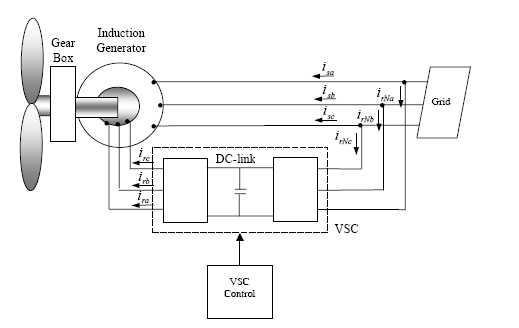 Induction
Generator
Gear
Box
i_sa
i_sb
i_sc
i_rNa
i_rNb
i_rNc
Grid
i_rc
i_rb
i_ra
DC-link
VSC
VSC
Control